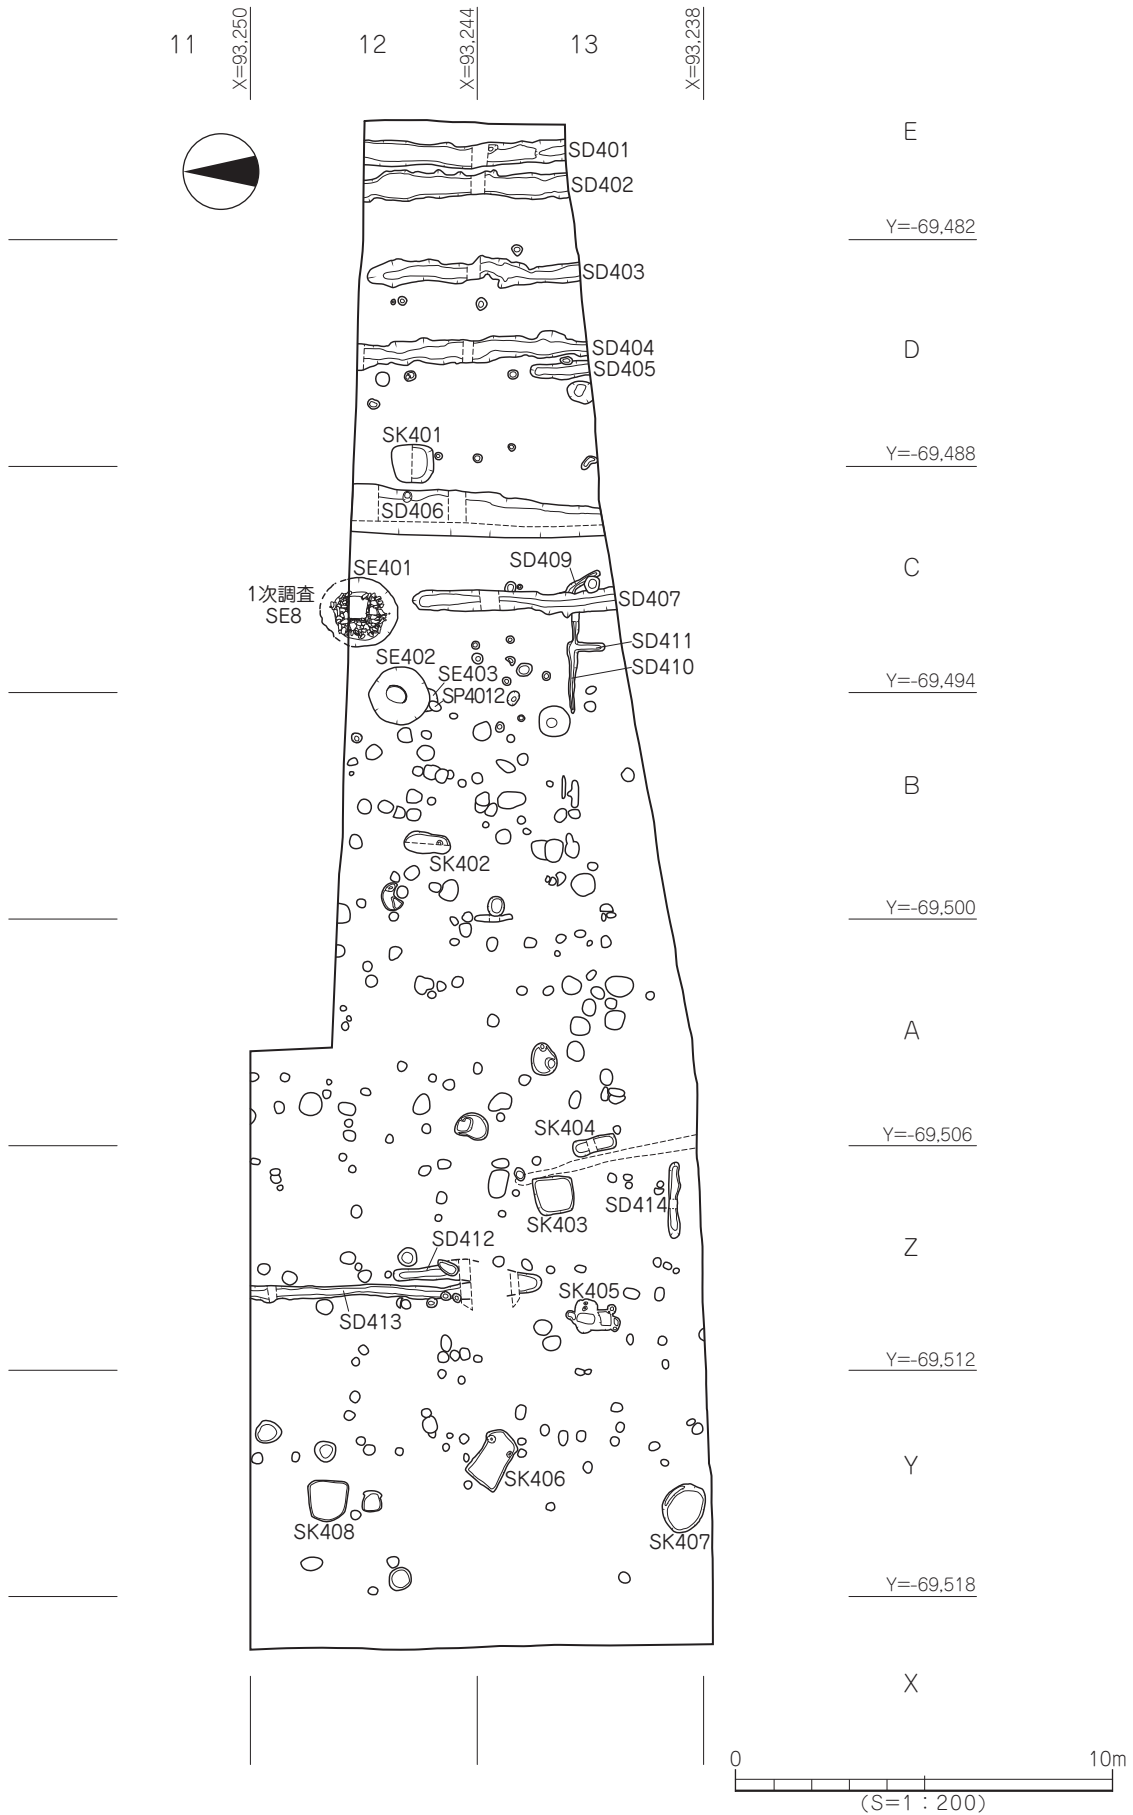 X=93,250
X=93,244
X=93,238
11
12
13
E
SD401
SD402
Y=-69,482
SD403
SD404
D
SD405
SK401
Y=-69,488
SD406
SD409
SE401
C
1次調査
SE8
SD407
SD411
SE402
SD410
SE403
Y=-69,494
SP4012
B
SK402
Y=-69,500
A
SK404
Y=-69,506
SD414
SK403
SD412
Z
SK405
SD413
Y=-69,512
Y
SK406
SK408
SK407
Y=-69,518
X
0
10m
(S=1：200)